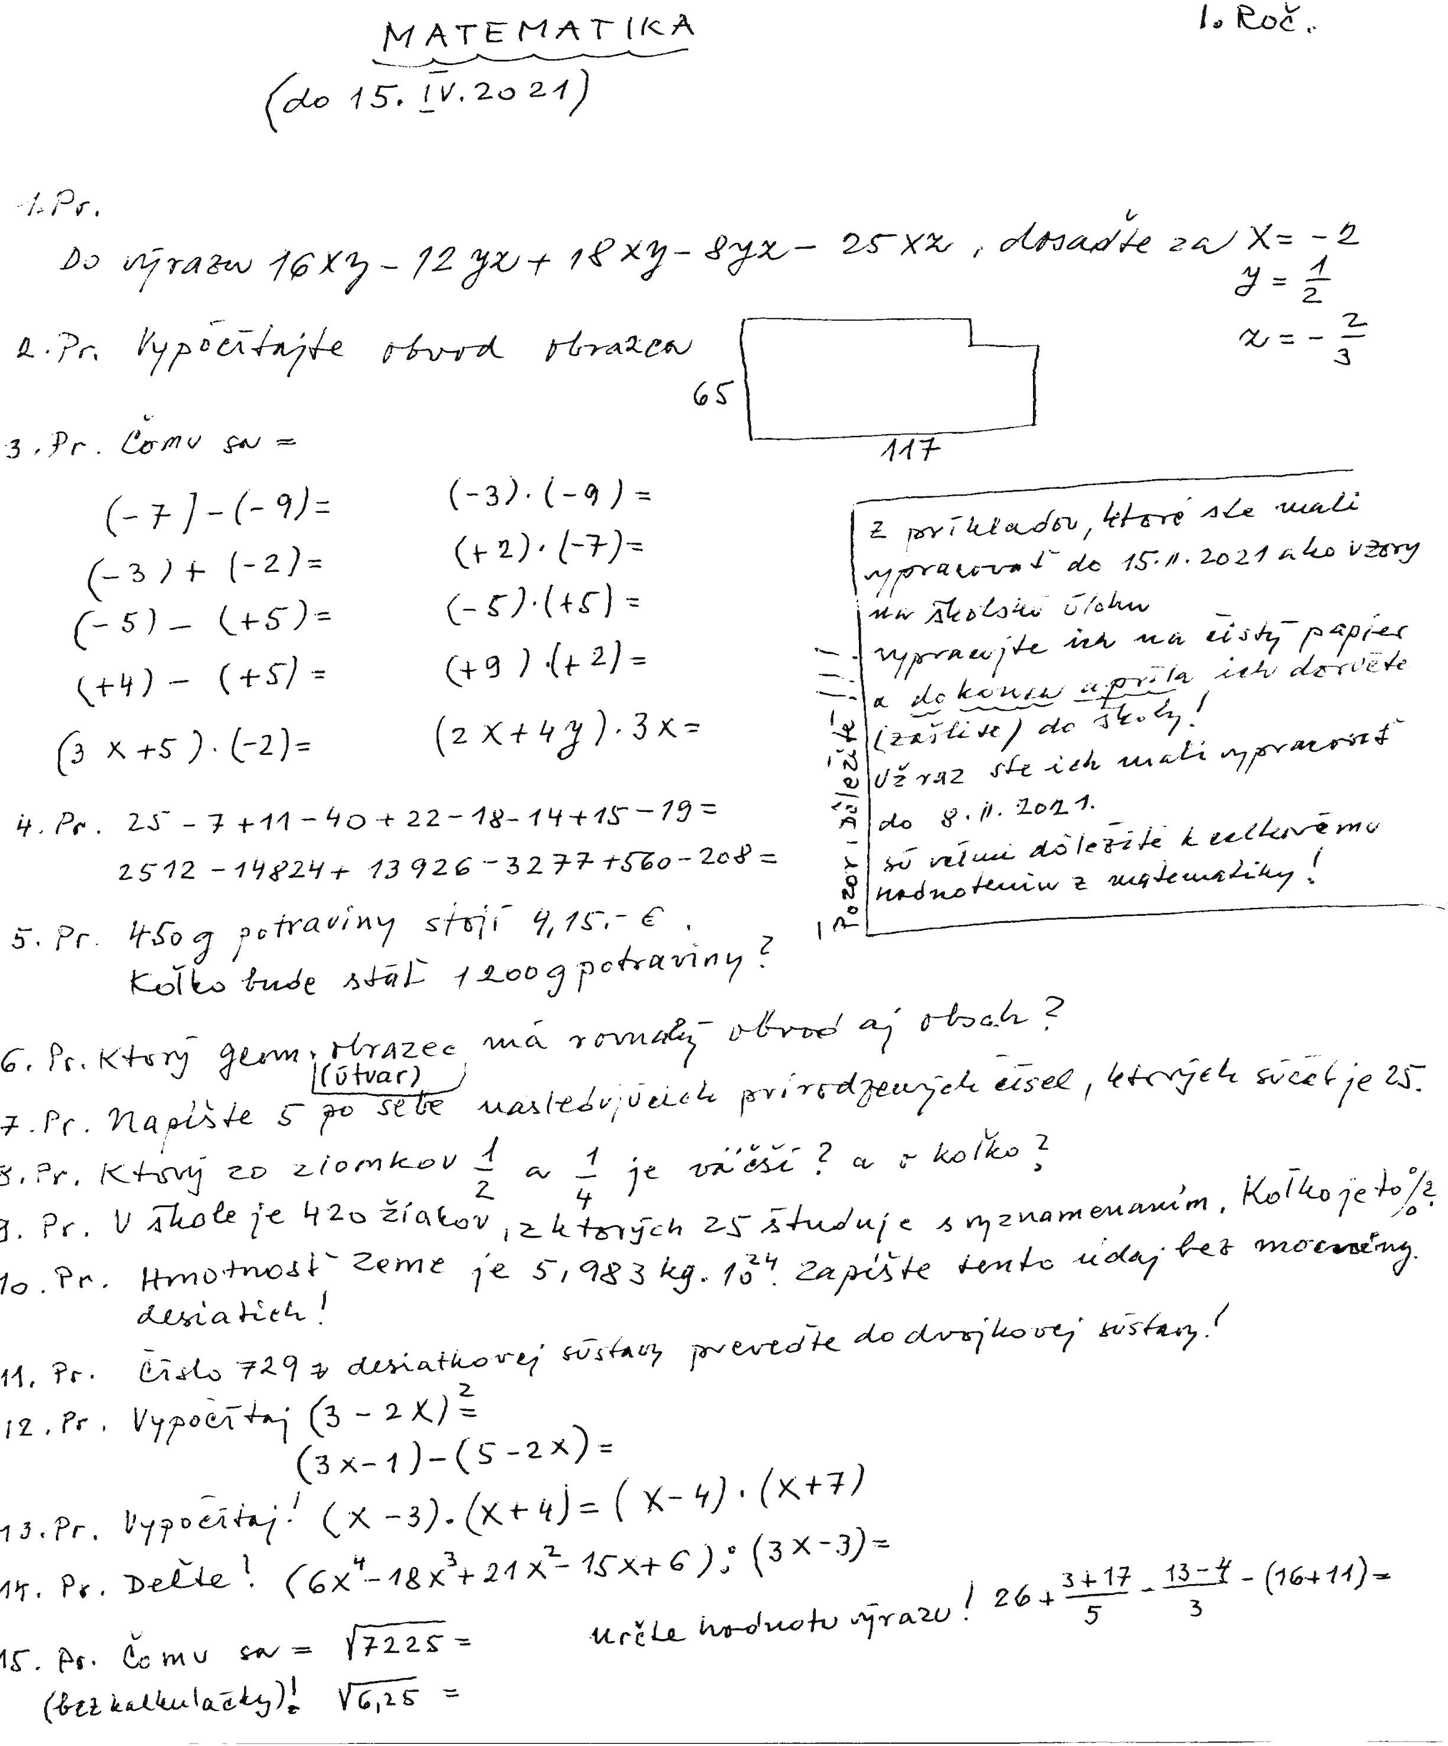 MATEMATIKA
1. Roč.
(do 15. IV. 2021)
1. Pr.
Do výrazu 16xy - 12yx + 18xy - 8yx - 25xz, dosaďte za x = -2
y = 1/2
z = - 2/3
2. Pr. Vypočítajte obvod obrazca
65
117
3. Pr. Čomu sa =
(-7) - (-9) =
(-3) . (-9) =
(-3) + (-2) =
(+2) . (-7) =
(-5) - (+5) =
(-5) . (+5) =
(+4) - (+5) =
(+9) . (+2) =
(3x + 5) . (-2) =
(2x + 4y) . 3x =
! Pozor! Dôležité!!!
z príkladov, ktoré ste mali
vypracovať do 15. II. 2021 ako vzory
na školskú úlohu
vypracujte ich na čistý papier
a do konca apríla ich doručte
(zašlite) do školy!
Už raz ste ich mali vypracovať
do 8. II. 2021.
sú veľmi dôležité k celkovému
hodnoteniu z matematiky!
4. Pr. 25 - 7 + 11 - 40 + 22 - 18 - 14 + 15 - 19 =
2512 - 14824 + 13926 - 3277 + 560 - 208 =
5. Pr. 450g potraviny stojí 4,15.- €.
Koľko bude stáť 1200g potraviny?
6. Pr. Ktorý geom. obrazec má rovnaký obvod aj obsah?
(útvar)
7. Pr. Napíšte 5 po sebe nasledujúcich prirodzených čísel, ktorých súčet je 25.
8. Pr. Ktorý zo zlomkov 1/2 a 1/4 je väčší? a o koľko?
9. Pr. V škole je 420 žiakov, z ktorých 25 študuje s vyznamenaním. Koľko je to %?
10. Pr. Hmotnosť Zeme je 5,983 kg . 10²⁴. Zapíšte tento údaj bez mocniny
desiatich!
11. Pr. Číslo 729 z desiatkovej sústavy preveďte do dvojkovej sústavy!
12. Pr. Vypočítaj (3 - 2x)² =
(3x - 1) - (5 - 2x) =
13. Pr. Vypočítaj! (x - 3) . (x + 4) = (x - 4) . (x + 7)
14. Pr. Deľte! (6x⁴ - 18x³ + 21x² - 15x + 6) : (3x - 3) =
Určte hodnotu výrazu! 26 + (3+17)/5 - (13-4)/3 - (16+11) =
15. Pr. Čomu sa = √7225 =
(bez kalkulačky)! √6,25 =